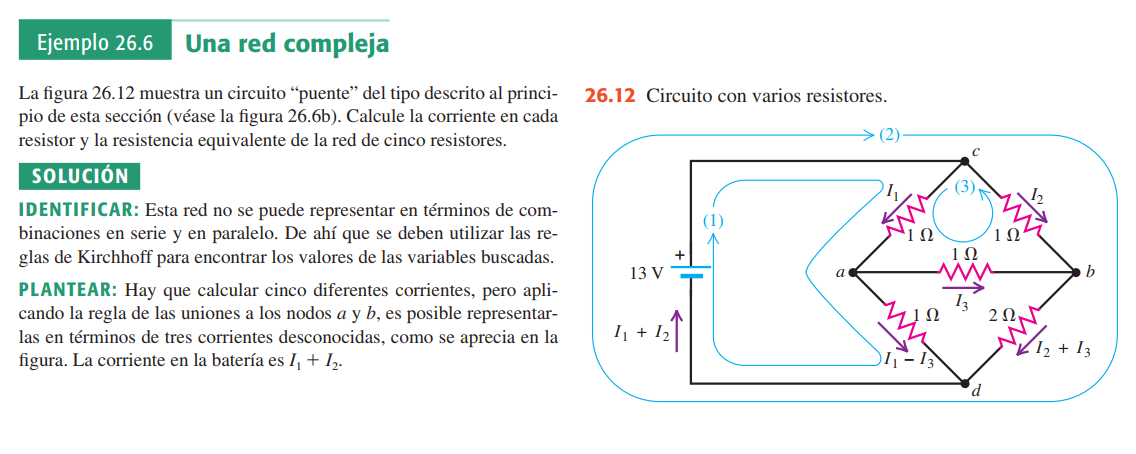 Ejemplo 26.6 Una red compleja
La figura 26.12 muestra un circuito “puente” del tipo descrito al princi-
pio de esta sección (véase la figura 26.6b). Calcule la corriente en cada
resistor y la resistencia equivalente de la red de cinco resistores.
SOLUCIÓN
IDENTIFICAR: Esta red no se puede representar en términos de com-
binaciones en serie y en paralelo. De ahí que se deben utilizar las re-
glas de Kirchhoff para encontrar los valores de las variables buscadas.
PLANTEAR: Hay que calcular cinco diferentes corrientes, pero apli-
cando la regla de las uniones a los nodos a y b, es posible representar-
las en términos de tres corrientes desconocidas, como se aprecia en la
figura. La corriente en la batería es I₁ + I₂.
26.12 Circuito con varios resistores.
(2)
c
I₁
(3)
I₂
(1)
1 Ω
1 Ω
1 Ω
+
13 V
a
b
I₃
1 Ω
2 Ω
I₁ + I₂
I₁ − I₃
I₂ + I₃
d